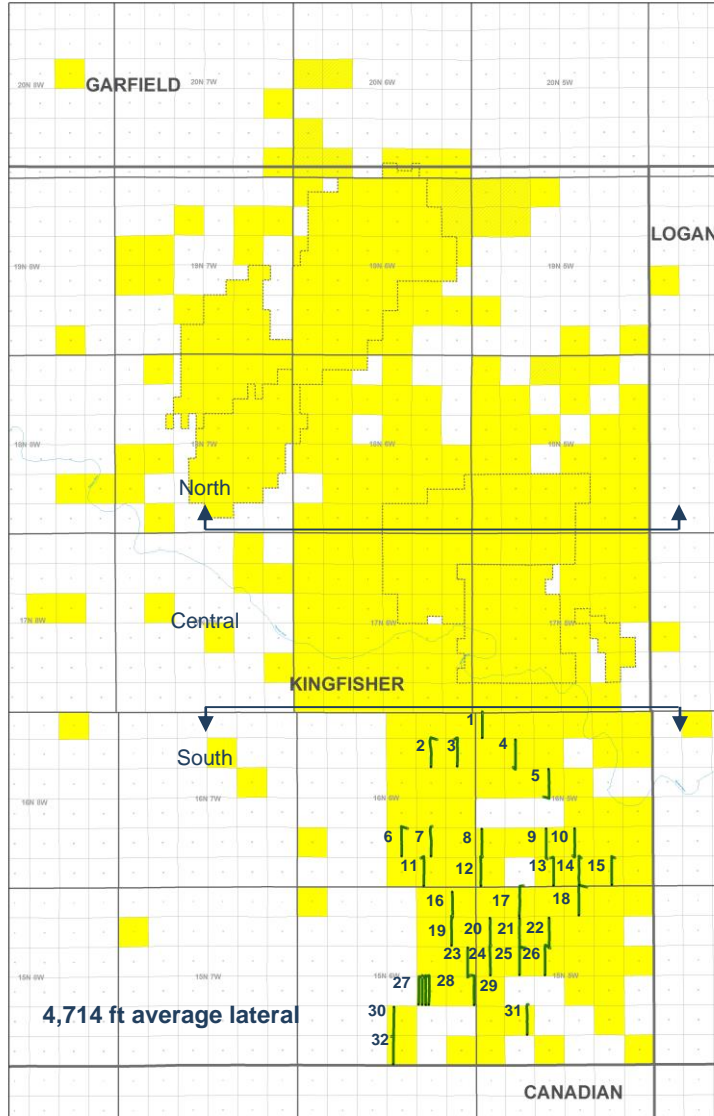 20N 8W
GARFIELD
20N 7W
20N 6W
20N 5W
LOGAN
19N 8W
19N 7W
19N 6W
19N 5W
18N 8W
18N 7W
18N 6W
18N 5W
North
17N 8W
Central
17N 6W
17N 5W
KINGFISHER
1
2 3 4
South
5
16N 8W
16N 7W
16N 6W
16N 5W
6 7 8 9 10
11 12 13 14 15
16 17 18
19 20 21 22
23 24 25 26
15N 8W
15N 7W
15N 6W
15N 5W
27 28 29
30 31
4,714 ft average lateral
32
CANADIAN